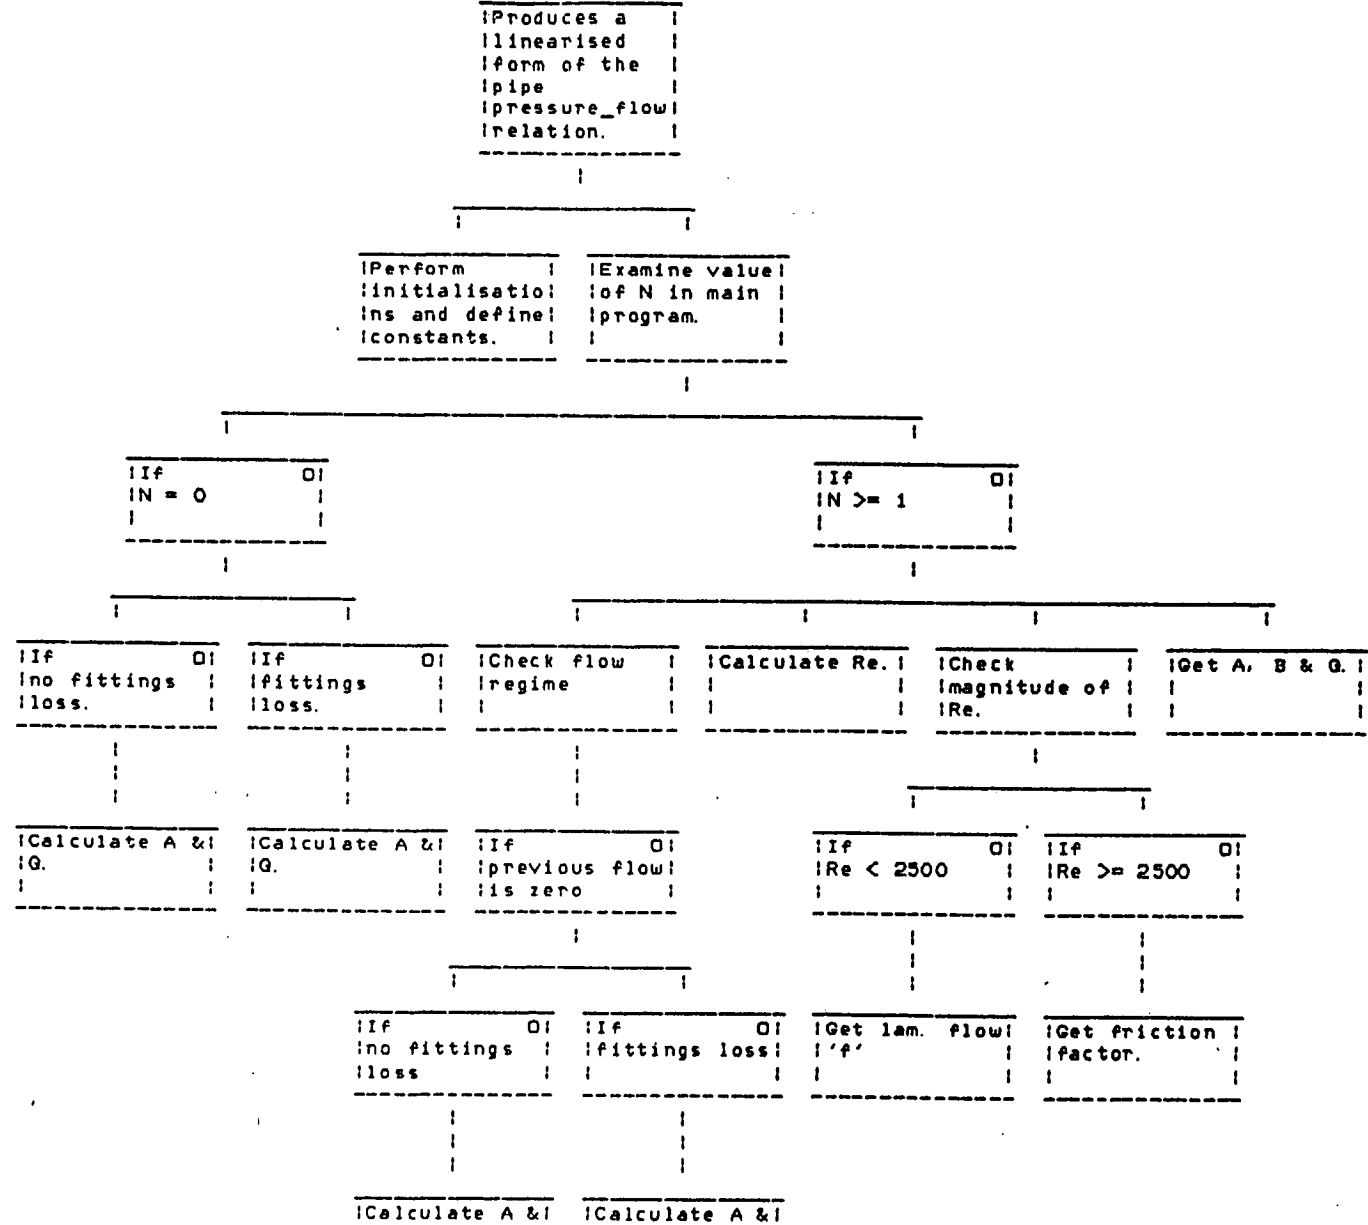 Produces a
linearised
form of the
pipe
pressure_flow
relation.
Perform
initialisatio
ns and define
constants.
Examine value
of N in main
program.
If O
N = 0
If O
N >= 1
If O
no fittings
loss.
If O
fittings
loss.
Check flow
regime
Calculate Re.
Check
magnitude of
Re.
Get A, B & G.
Calculate A &
G.
Calculate A &
G.
If O
previous flow
is zero
If O
Re < 2500
If O
Re >= 2500
If O
no fittings
loss
If O
fittings loss
Get lam. flow
'f'
Get friction
factor.
Calculate A &
Calculate A &